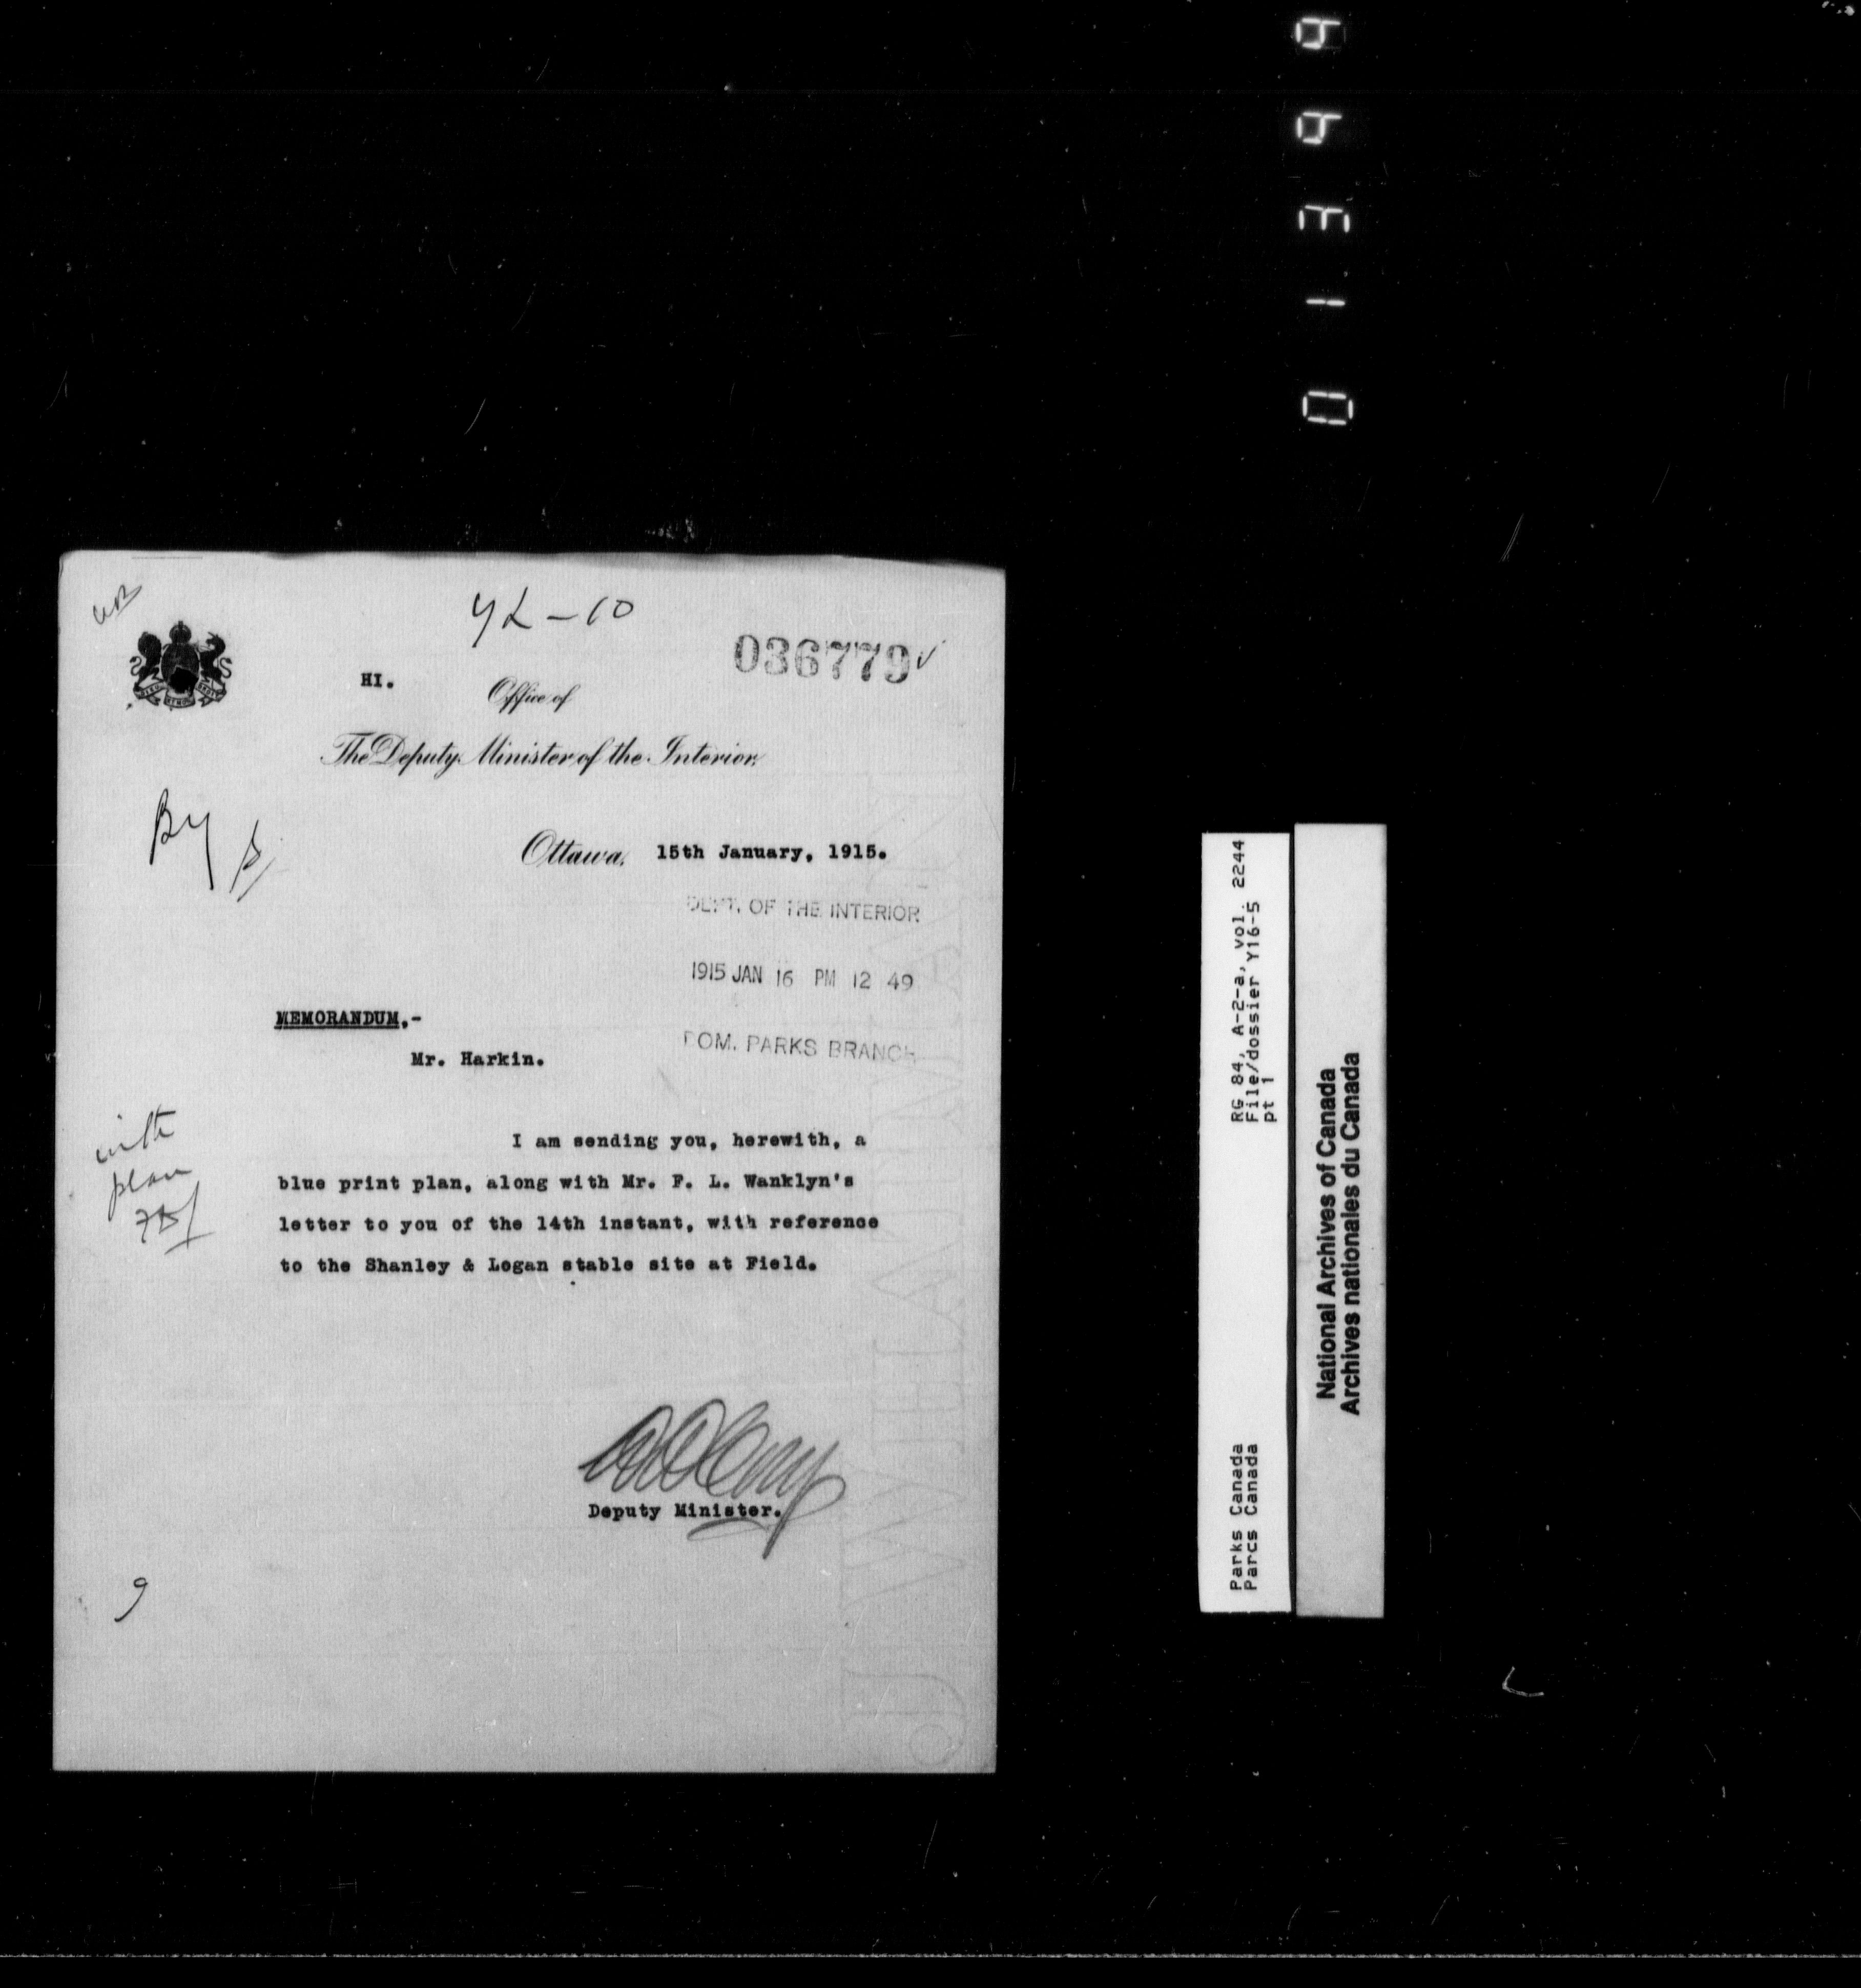 YL-10
036779
HI.
Office of
The Deputy Minister of the Interior,
By
Ottawa, 15th January, 1915.
DEPT. OF THE INTERIOR
1915 JAN 16 PM 12 49
DOM. PARKS BRANCH
MEMORANDUM.-
Mr. Harkin.
with
plan
I am sending you, herewith, a
blue print plan, along with Mr. F. L. Wanklyn's
letter to you of the 14th instant, with reference
to the Shanley & Logan stable site at Field.
Deputy Minister.
9
RG 84, A-2-a, vol. 2244
File/dossier Y16-5
pt 1
Parks Canada
Parcs Canada
National Archives of Canada
Archives nationales du Canada